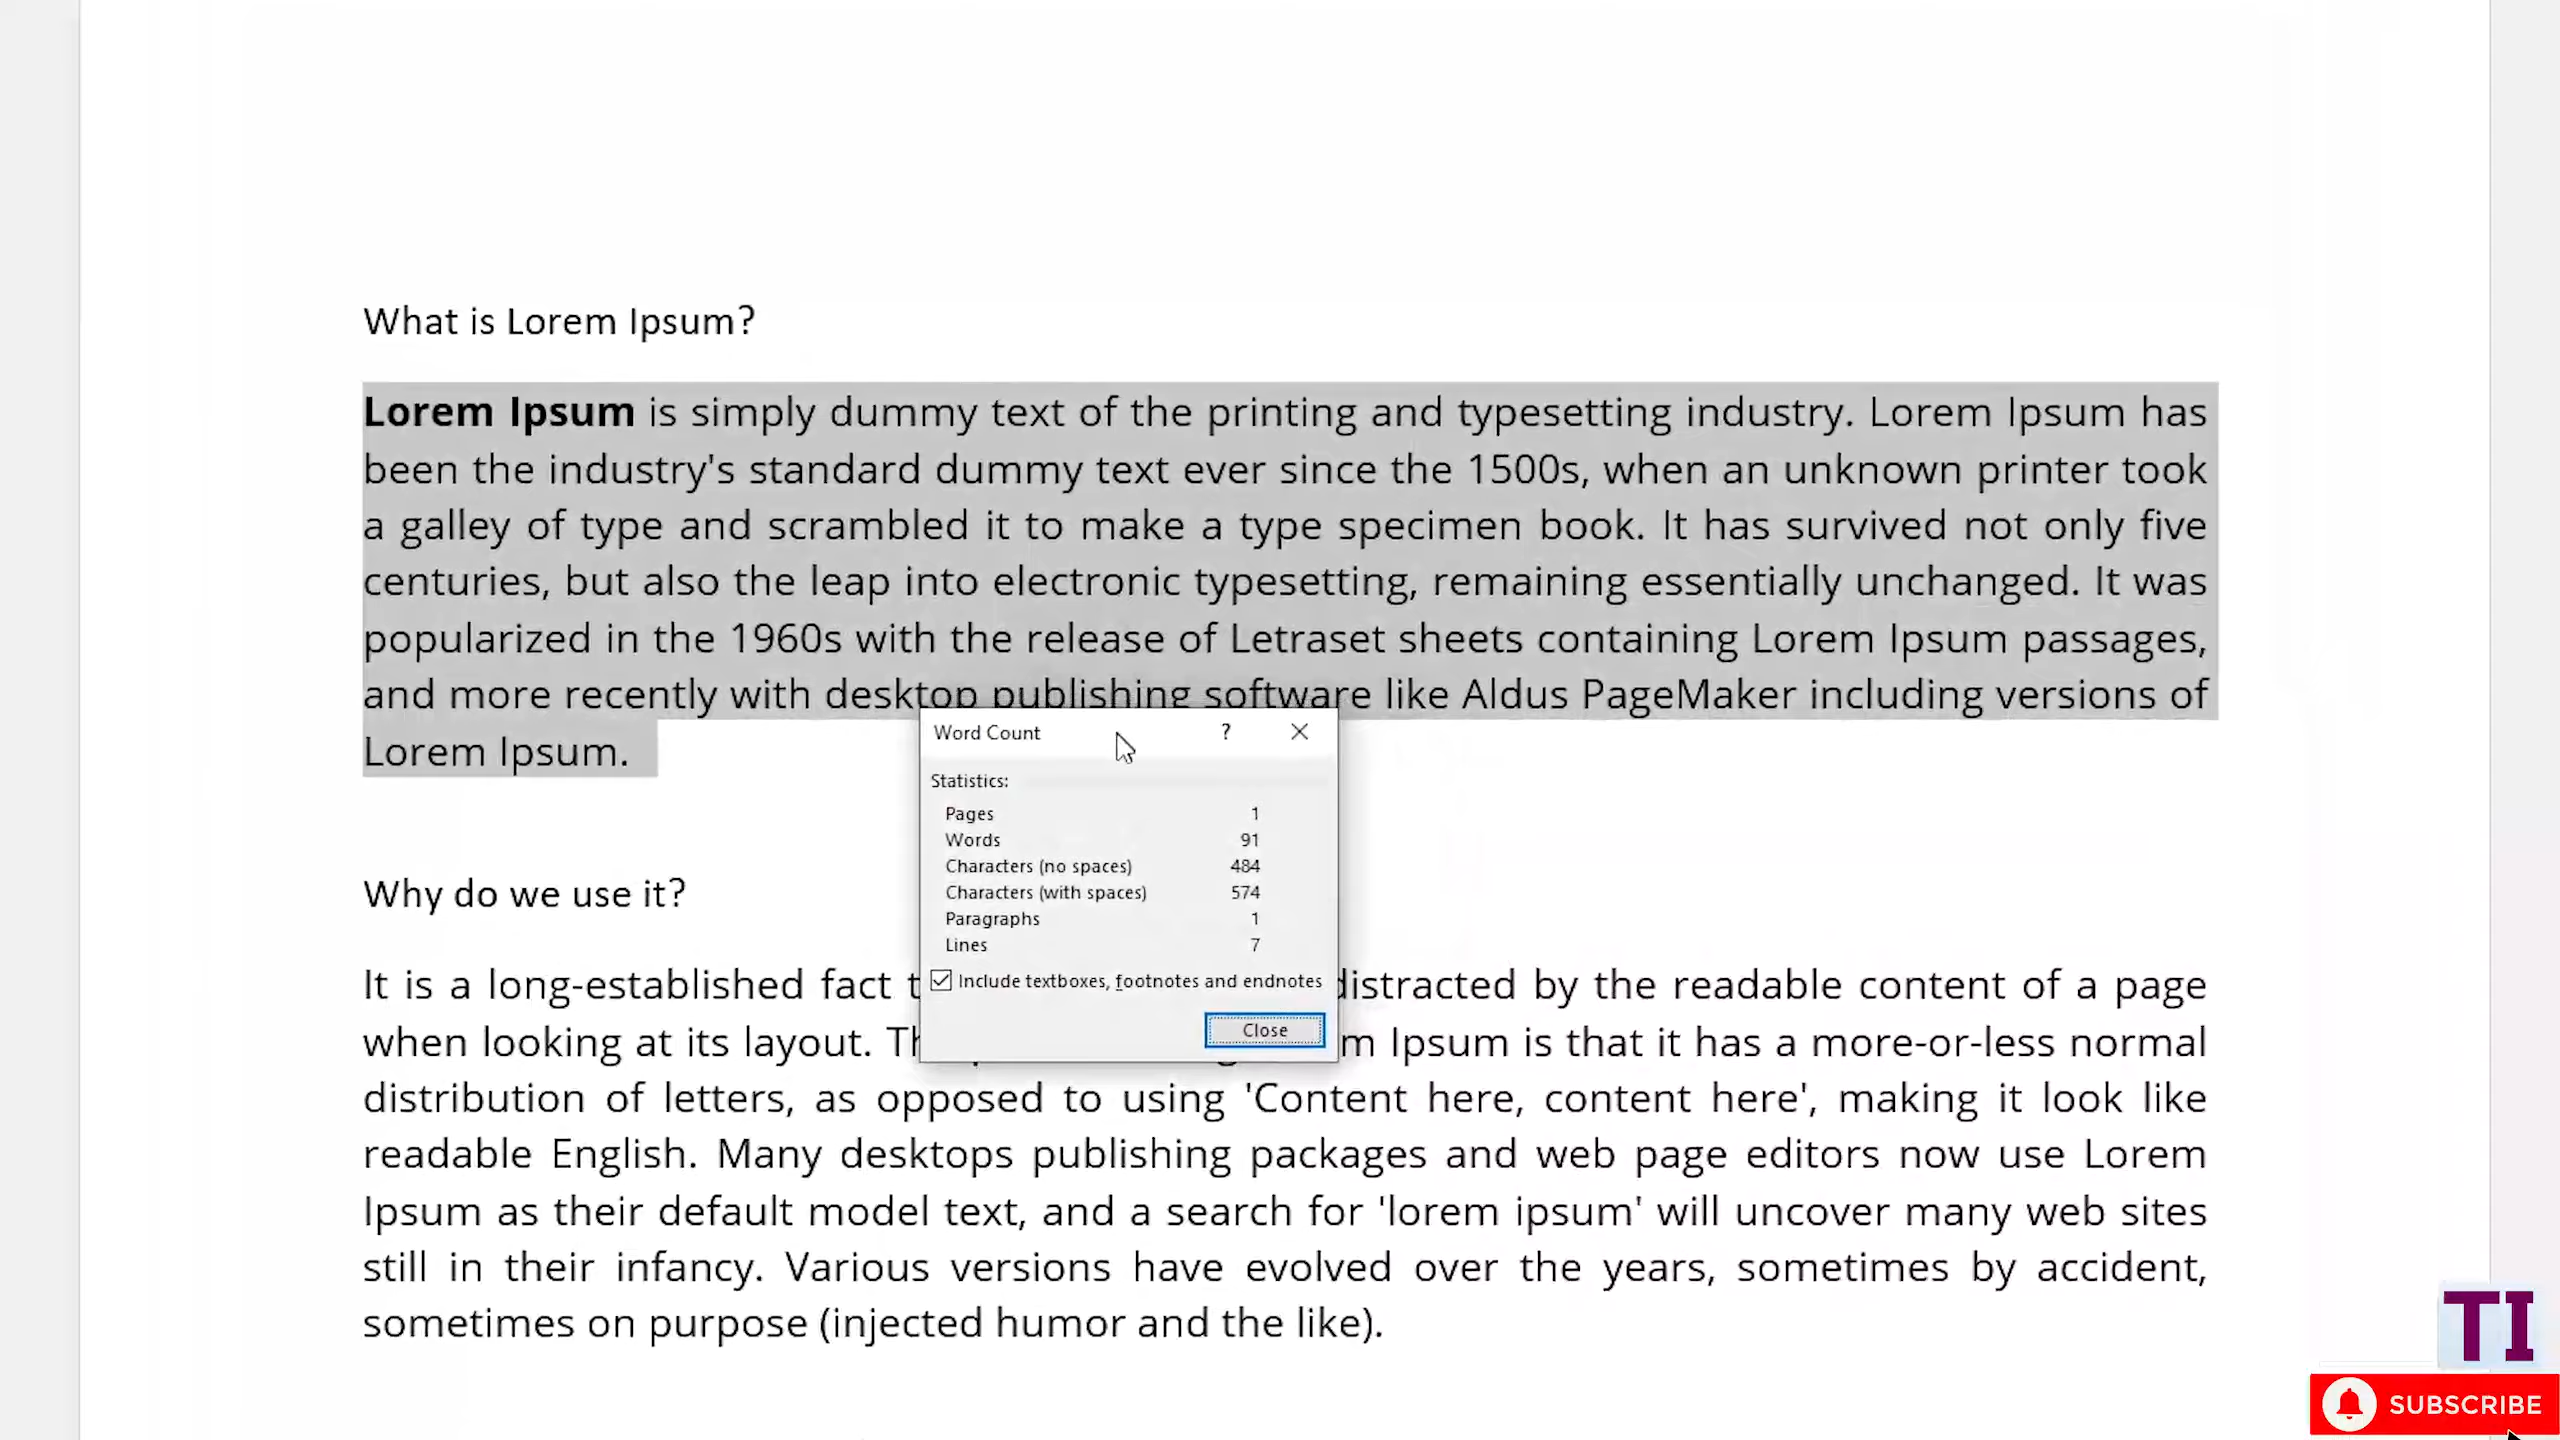 What is Lorem Ipsum?
Lorem Ipsum is simply dummy text of the printing and typesetting industry. Lorem Ipsum has
been the industry's standard dummy text ever since the 1500s, when an unknown printer took
a galley of type and scrambled it to make a type specimen book. It has survived not only five
centuries, but also the leap into electronic typesetting, remaining essentially unchanged. It was
popularized in the 1960s with the release of Letraset sheets containing Lorem Ipsum passages,
and more recently with desktop publishing software like Aldus PageMaker including versions of
Lorem Ipsum.
Word Count ?
Statistics:
Pages 1
Words 91
Characters (no spaces) 484
Characters (with spaces) 574
Paragraphs 1
Lines 7
Include textboxes, footnotes and endnotes
Close
Why do we use it?
It is a long-established fact distracted by the readable content of a page
when looking at its layout. Ipsum is that it has a more-or-less normal
distribution of letters, as opposed to using 'Content here, content here', making it look like
readable English. Many desktops publishing packages and web page editors now use Lorem
Ipsum as their default model text, and a search for 'lorem ipsum' will uncover many web sites
still in their infancy. Various versions have evolved over the years, sometimes by accident,
sometimes on purpose (injected humor and the like).
TI
SUBSCRIBE